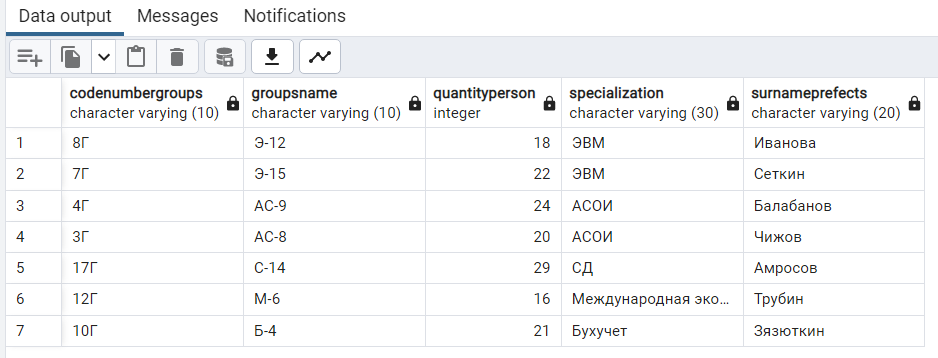 Data output Messages Notifications
codenumbergroups groupsname quantityperson specialization surnameprefects
character varying (10) character varying (10) integer character varying (30) character varying (20)
1 8Г Э-12 18 ЭВМ Иванова
2 7Г Э-15 22 ЭВМ Сеткин
3 4Г АС-9 24 АСОИ Балабанов
4 3Г АС-8 20 АСОИ Чижов
5 17Г С-14 29 СД Амросов
6 12Г М-6 16 Международная эко... Трубин
7 10Г Б-4 21 Бухучет Зязюткин